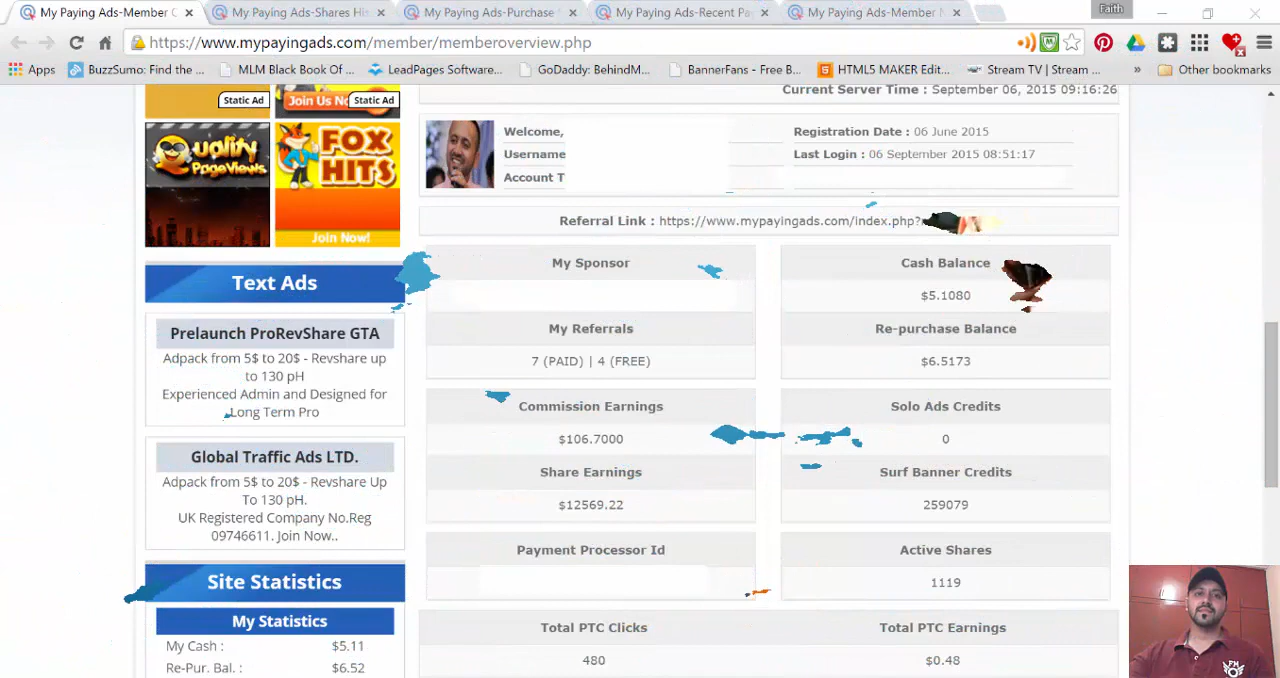 My Paying Ads-Member C
My Paying Ads-Shares His
My Paying Ads-Purchase
My Paying Ads-Recent Pay
My Paying Ads-Member N
Faith
https://www.mypayingads.com/member/memberoverview.php
Apps
BuzzSumo: Find the ...
MLM Black Book Of ...
LeadPages Software...
GoDaddy: BehindM...
BannerFans - Free B...
HTML5 MAKER Edit...
Stream TV | Stream ...
Other bookmarks
Static Ad
Join Us No
Static Ad
Quality
PageViews
FOX
HITS
Join Now!
Text Ads
Prelaunch ProRevShare GTA
Adpack from 5$ to 20$ - Revshare up
to 130 pH
Experienced Admin and Designed for
Long Term Pro
Global Traffic Ads LTD.
Adpack from 5$ to 20$ - Revshare Up
To 130 pH.
UK Registered Company No.Reg
09746611. Join Now..
Site Statistics
My Statistics
My Cash : $5.11
Re-Pur. Bal. : $6.52
Current Server Time : September 06, 2015 09:16:26
Welcome,
Username
Account T
Registration Date : 06 June 2015
Last Login : 06 September 2015 08:51:17
Referral Link : https://www.mypayingads.com/index.php?
My Sponsor
My Referrals
7 (PAID) | 4 (FREE)
Cash Balance
$5.1080
Re-purchase Balance
$6.5173
Commission Earnings
$106.7000
Share Earnings
$12569.22
Solo Ads Credits
0
Surf Banner Credits
259079
Payment Processor Id
Active Shares
1119
Total PTC Clicks
480
Total PTC Earnings
$0.48